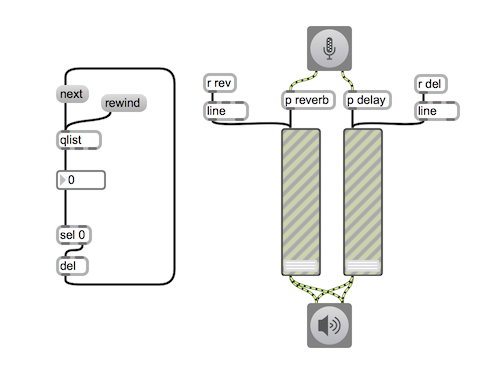 next
rewind
qlist
0
sel 0
del
r rev
line
p reverb
p delay
r del
line